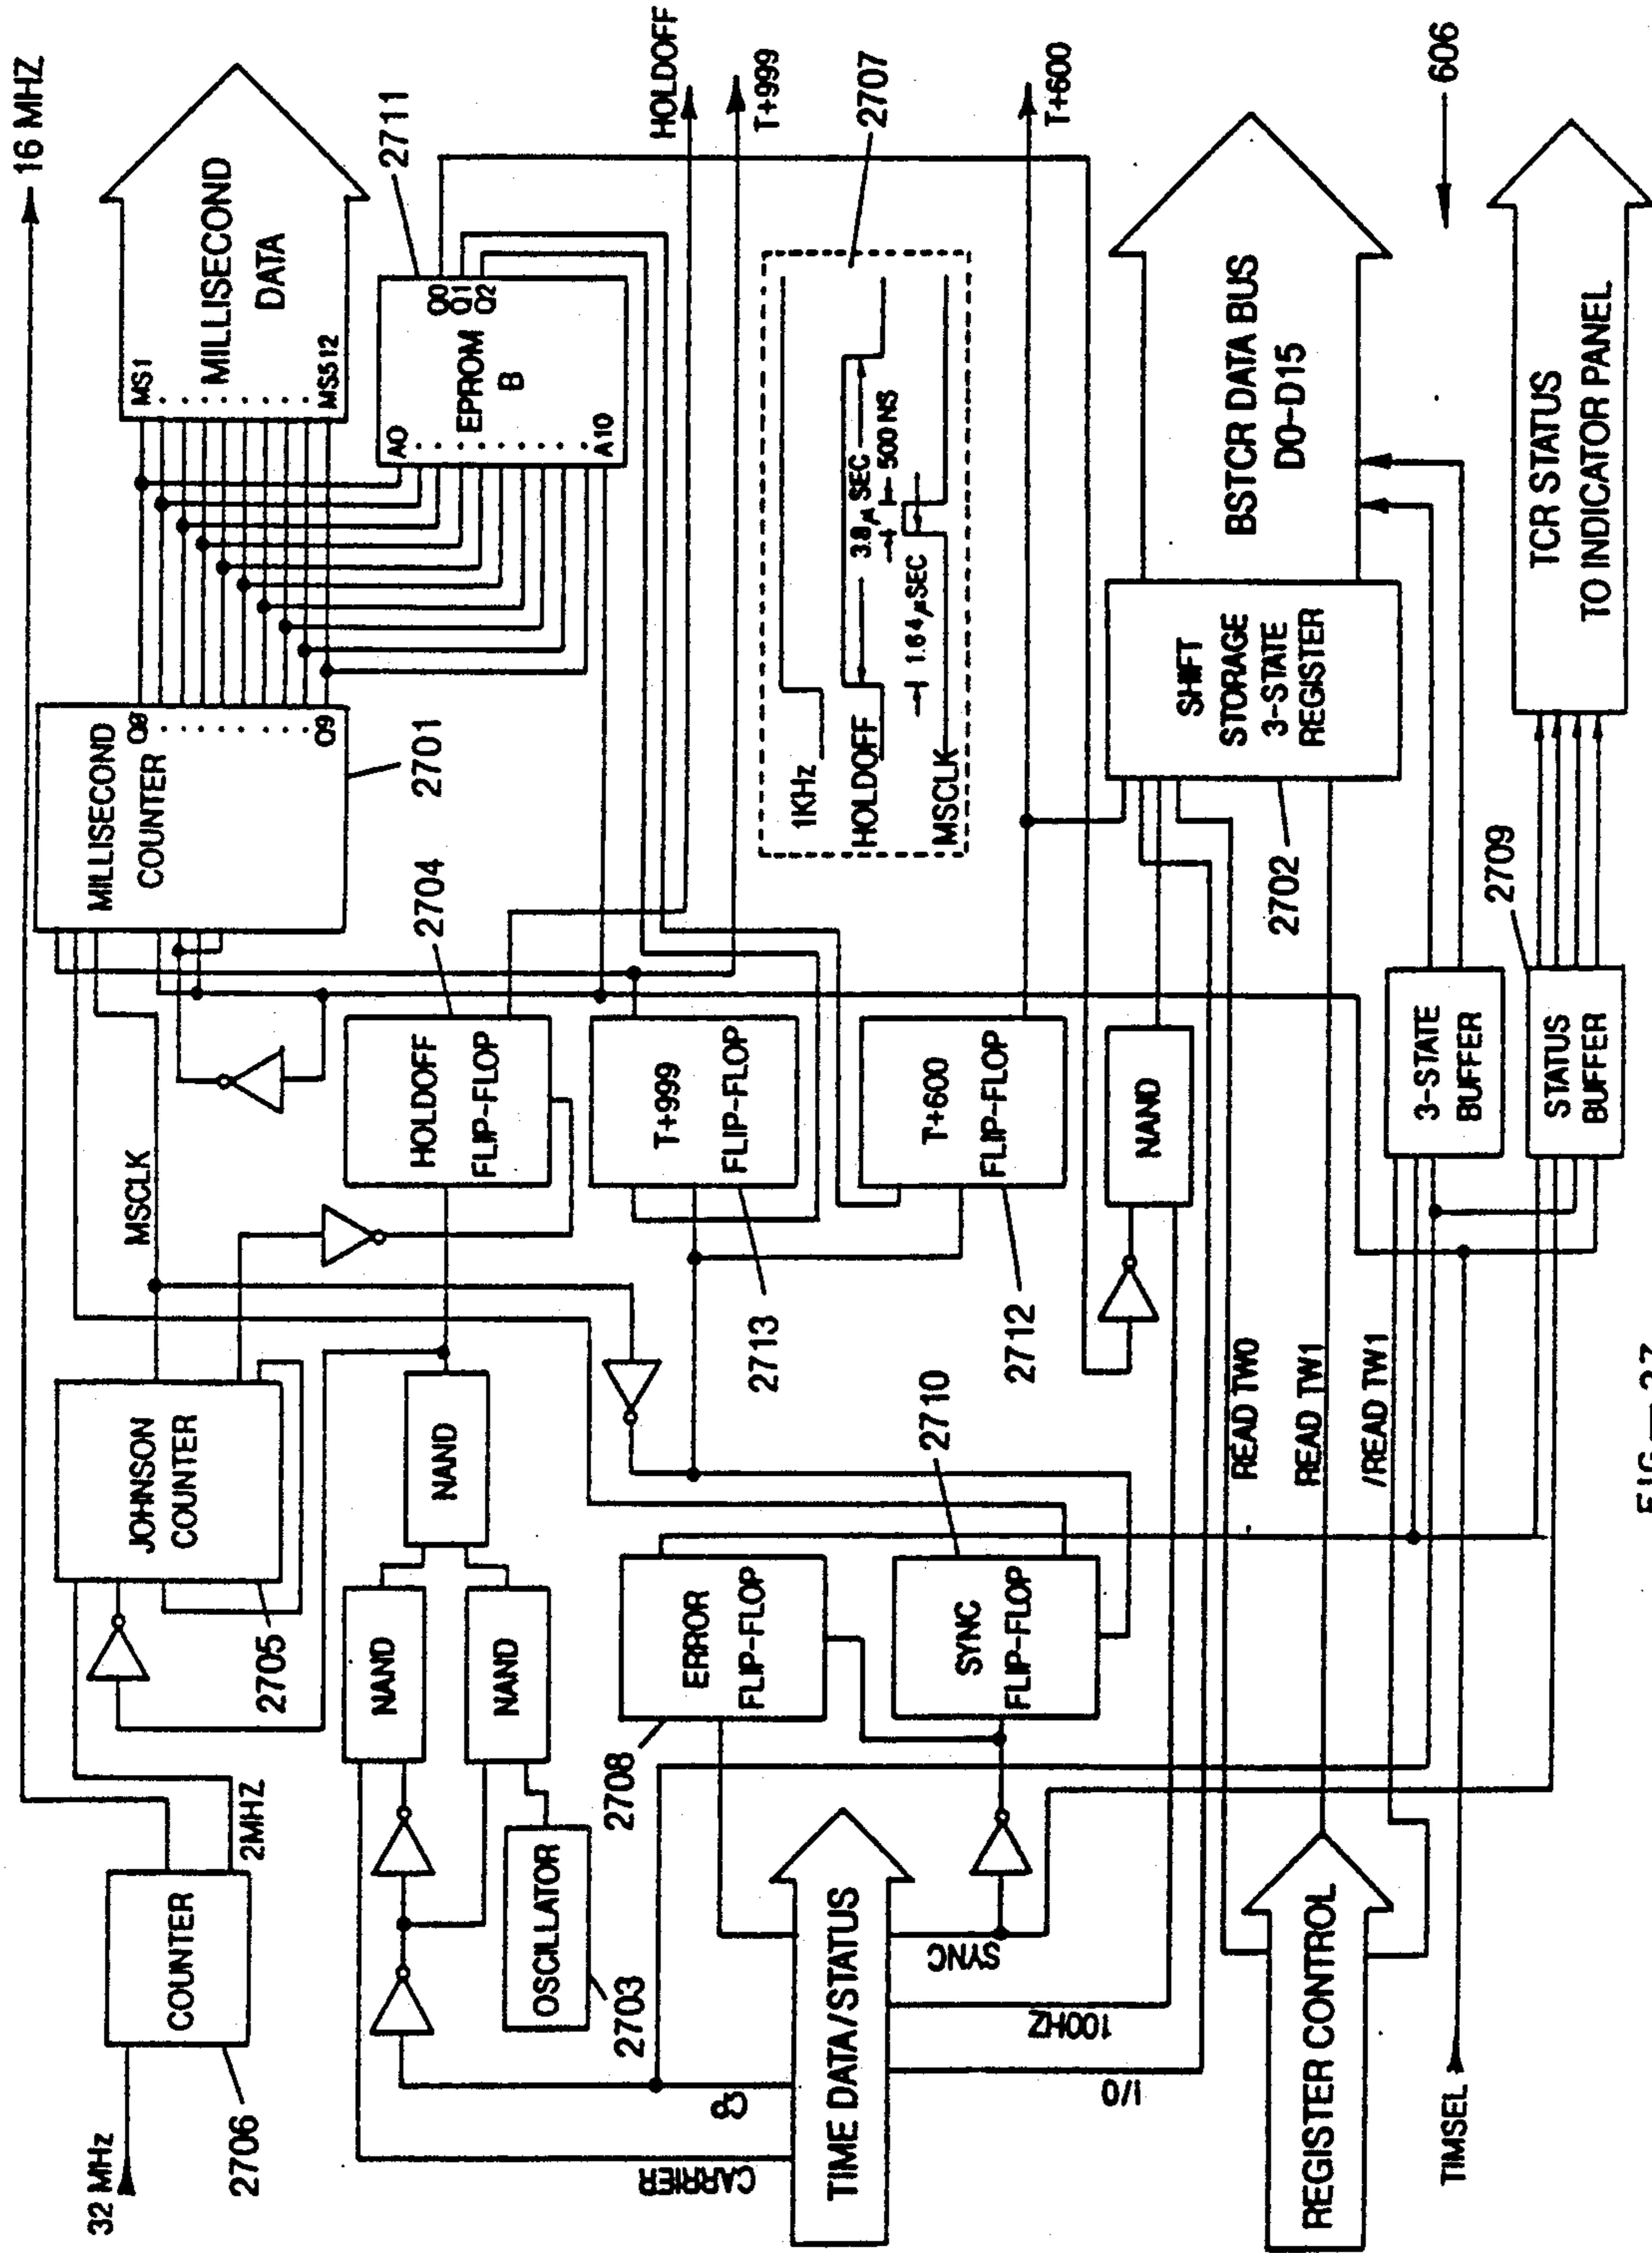 32 MHz
2706
COUNTER
2MHZ
16 MHZ
JOHNSON
COUNTER
2705
MSCLK
MILLISECOND
COUNTER
Q0
Q9
2701
MS1
MS512
MILLISECOND
DATA
A0
A10
EPROM
B
Q0
Q1
Q2
2711
NAND
NAND
NAND
OSCILLATOR
2703
HOLDOFF
FLIP-FLOP
2704
HOLDOFF
T+999
T+999
FLIP-FLOP
2713
T+600
FLIP-FLOP
2712
T+600
1KHz
HOLDOFF
MSCLK
3.8 μ SEC
1.64 μSEC
500 NS
2707
ERROR
FLIP-FLOP
2708
SYNC
FLIP-FLOP
2710
NAND
CARRIER
TIME DATA/STATUS
SYNC
100HZ
I/O
REGISTER CONTROL
READ TW0
READ TW1
/READ TW1
TIMSEL
SHIFT
STORAGE
3-STATE
REGISTER
2702
BSTCR DATA BUS
D0-D15
606
3-STATE
BUFFER
STATUS
BUFFER
2709
TCR STATUS
TO INDICATOR PANEL